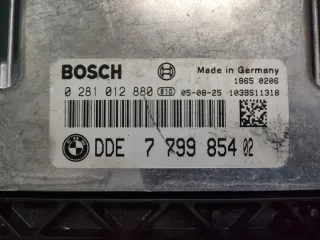 BOSCH Made in Germany
1865 0206
0 281 012 880 810 05-08-25 1039S11318
DDE 7 799 854 02